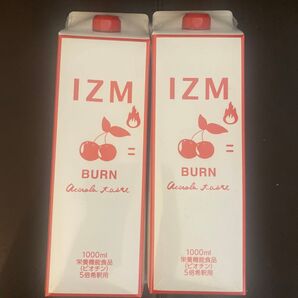 IZM
=
BURN
Acerola taste
1000ml
栄養機能食品
(ビオチン)
5倍希釈用
IZM
=
BURN
Acerola taste
1000ml
栄養機能食品
(ビオチン)
5倍希釈用